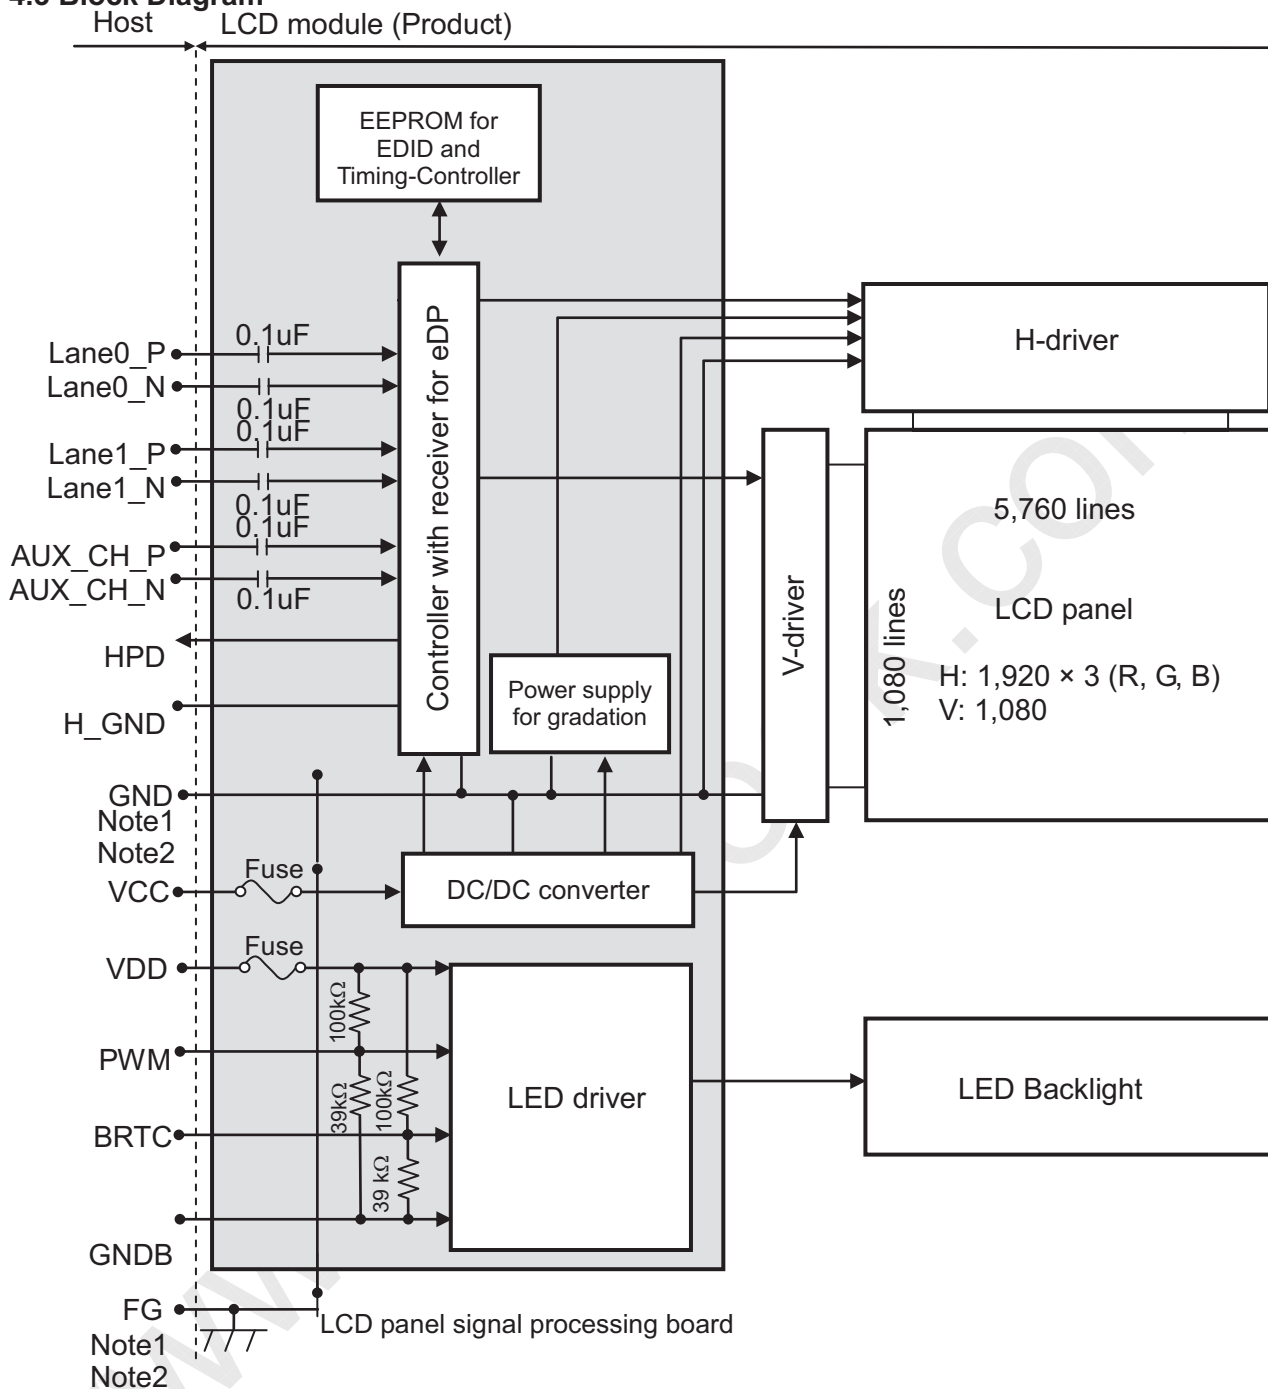 4.3 Block Diagram
Host
LCD module (Product)
EEPROM for
EDID and
Timing-Controller
Controller with receiver for eDP
H-driver
0.1uF
Lane0_P
Lane0_N
0.1uF
0.1uF
Lane1_P
Lane1_N
0.1uF
0.1uF
AUX_CH_P
AUX_CH_N
0.1uF
HPD
H_GND
Power supply
for gradation
V-driver
5,760 lines
1,080 lines
LCD panel
H: 1,920 × 3 (R, G, B)
V: 1,080
GND
Note1
Note2
VCC
Fuse
DC/DC converter
VDD
Fuse
100kΩ
PWM
39kΩ
100kΩ
LED driver
LED Backlight
BRTC
39 kΩ
GNDB
FG
Note1
Note2
LCD panel signal processing board